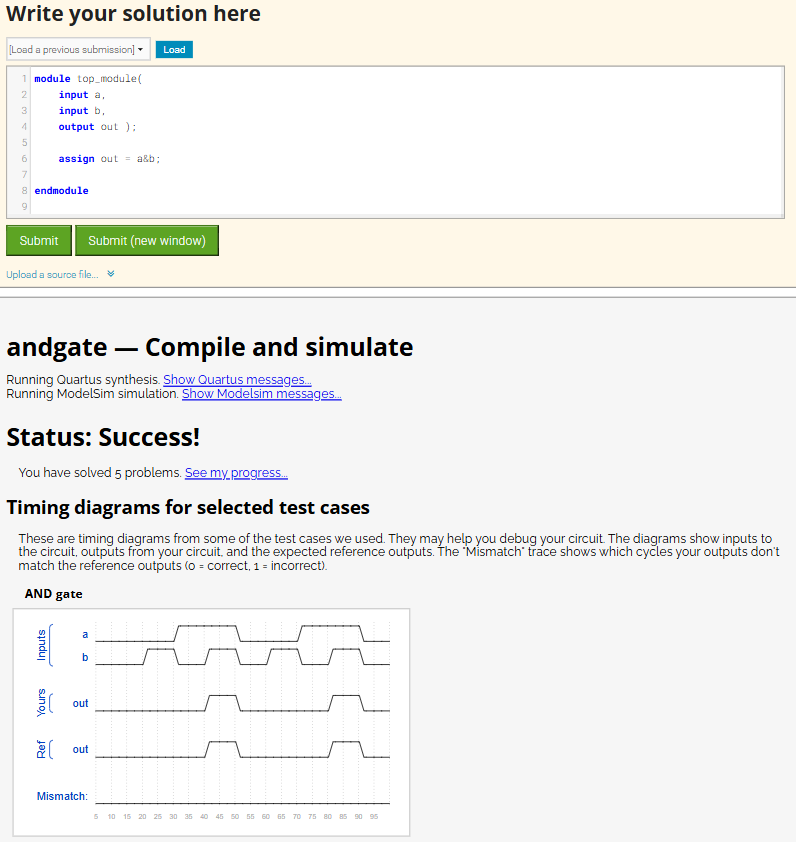 Write your solution here
[Load a previous submission] Load
1 module top_module(
2 input a,
3 input b,
4 output out );
5
6 assign out = a&b;
7
8 endmodule
9
Submit Submit (new window)
Upload a source file...
andgate — Compile and simulate
Running Quartus synthesis. Show Quartus messages...
Running ModelSim simulation. Show Modelsim messages...
Status: Success!
You have solved 5 problems. See my progress...
Timing diagrams for selected test cases
These are timing diagrams from some of the test cases we used. They may help you debug your circuit. The diagrams show inputs to
the circuit, outputs from your circuit, and the expected reference outputs. The "Mismatch" trace shows which cycles your outputs don't
match the reference outputs (0 = correct, 1 = incorrect).
AND gate
Inputs
a
b
Yours
out
Ref
out
Mismatch:
5 10 15 20 25 30 35 40 45 50 55 60 65 70 75 80 85 90 95